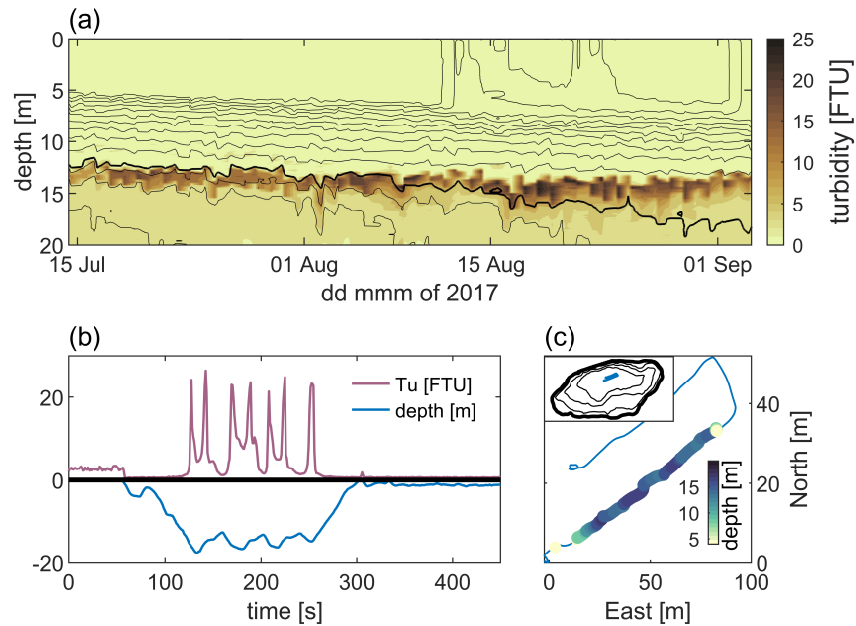 (a)
0
5
10
15
20
depth [m]
15 Jul
01 Aug
15 Aug
01 Sep
dd mmm of 2017
25
20
15
10
5
0
turbidity [FTU]
(b)
20
0
-20
Tu [FTU]
depth [m]
0
100
200
300
400
time [s]
(c)
15
10
5
depth [m]
40
20
0
North [m]
0
50
100
East [m]